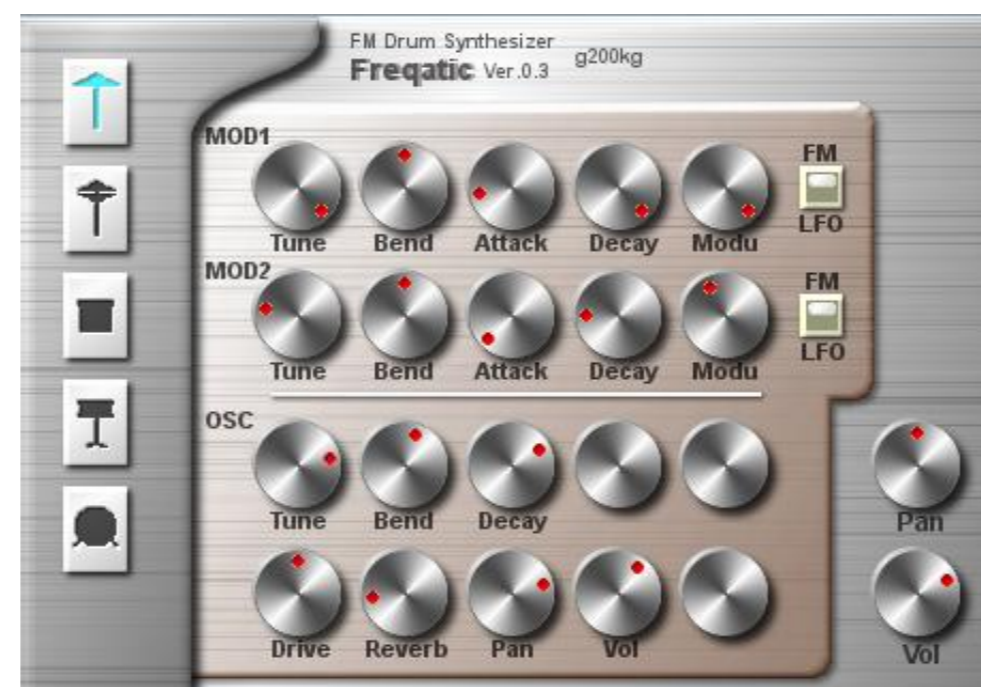 FM Drum Synthesizer
Freqatic Ver.0.3 g200kg
MOD1
Tune Bend Attack Decay Modu
FM
LFO
MOD2
Tune Bend Attack Decay Modu
FM
LFO
OSC
Tune Bend Decay
Pan
Drive Reverb Pan Vol
Vol